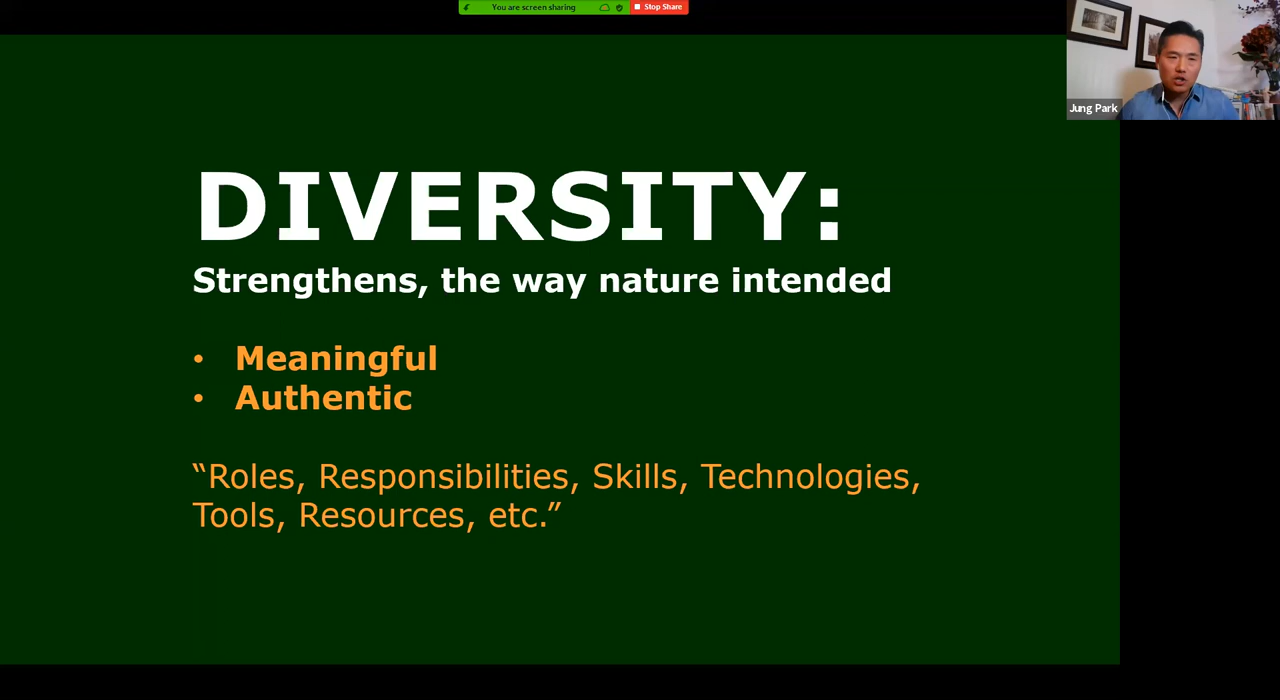 You are screen sharing
Stop Share
Jung Park
DIVERSITY:
Strengthens, the way nature intended
• Meaningful
• Authentic
“Roles, Responsibilities, Skills, Technologies,
Tools, Resources, etc.”